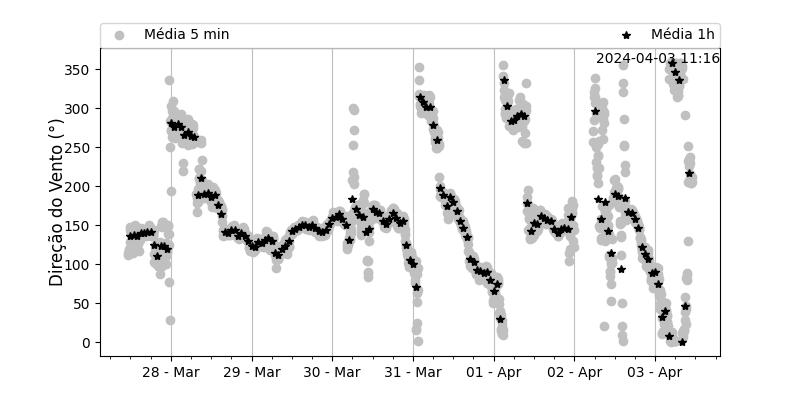 Média 5 min
Média 1h
2024-04-03 11:16
Direção do Vento (°)
350
300
250
200
150
100
50
0
28 - Mar
29 - Mar
30 - Mar
31 - Mar
01 - Apr
02 - Apr
03 - Apr